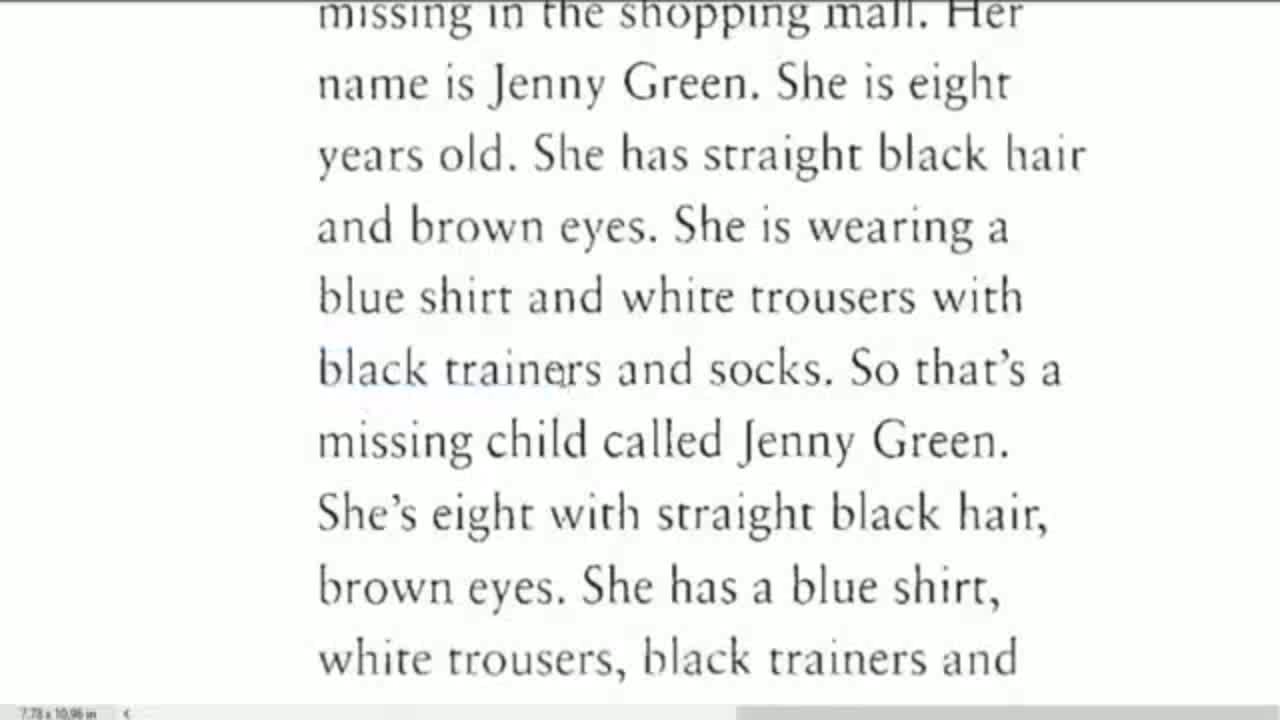 missing in the shopping mall. Her
name is Jenny Green. She is eight
years old. She has straight black hair
and brown eyes. She is wearing a
blue shirt and white trousers with
black trainers and socks. So that's a
missing child called Jenny Green.
She's eight with straight black hair,
brown eyes. She has a blue shirt,
white trousers, black trainers and
7.78 x 10.96 in